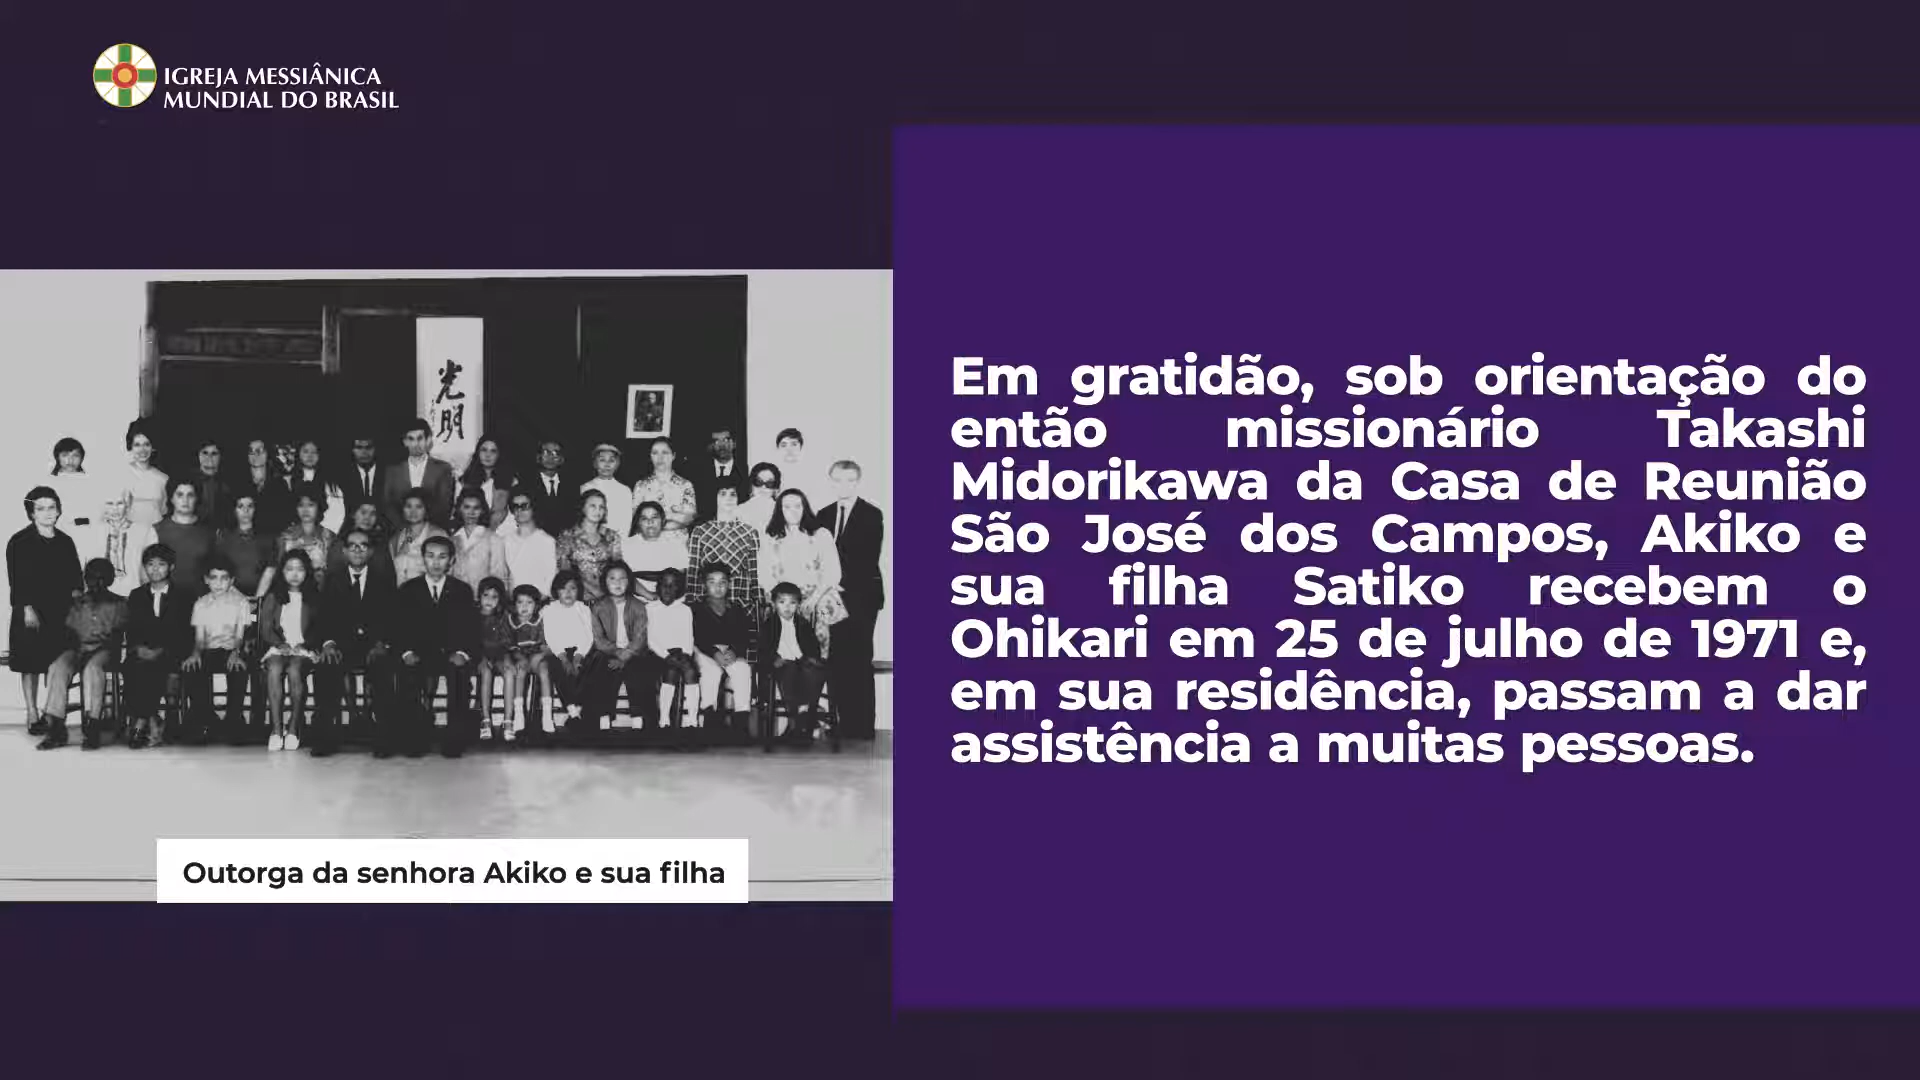 IGREJA MESSIÂNICA
MUNDIAL DO BRASIL
光明
Em gratidão, sob orientação do
então missionário Takashi
Midorikawa da Casa de Reunião
São José dos Campos, Akiko e
sua filha Satiko recebem o
Ohikari em 25 de julho de 1971 e,
em sua residência, passam a dar
assistência a muitas pessoas.
Outorga da senhora Akiko e sua filha